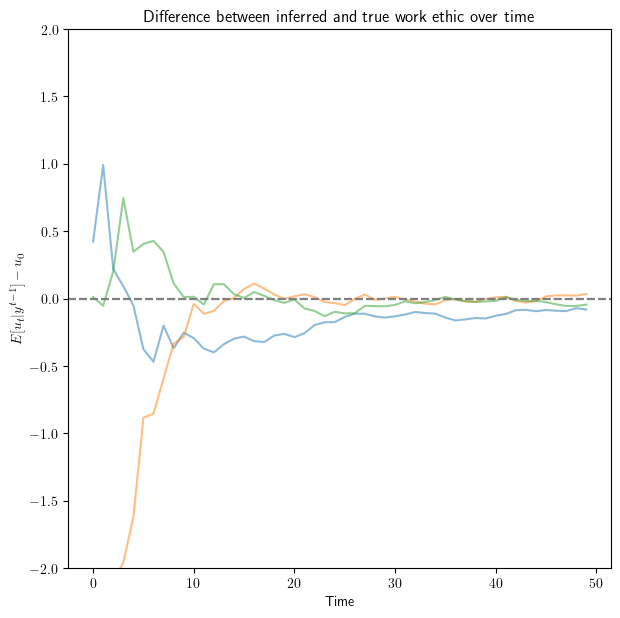 Difference between inferred and true work ethic over time
2.0
1.5
1.0
0.5
0.0
−0.5
−1.0
−1.5
−2.0
E[u_t|y^{t−1}] − u_0
0 10 20 30 40 50
Time